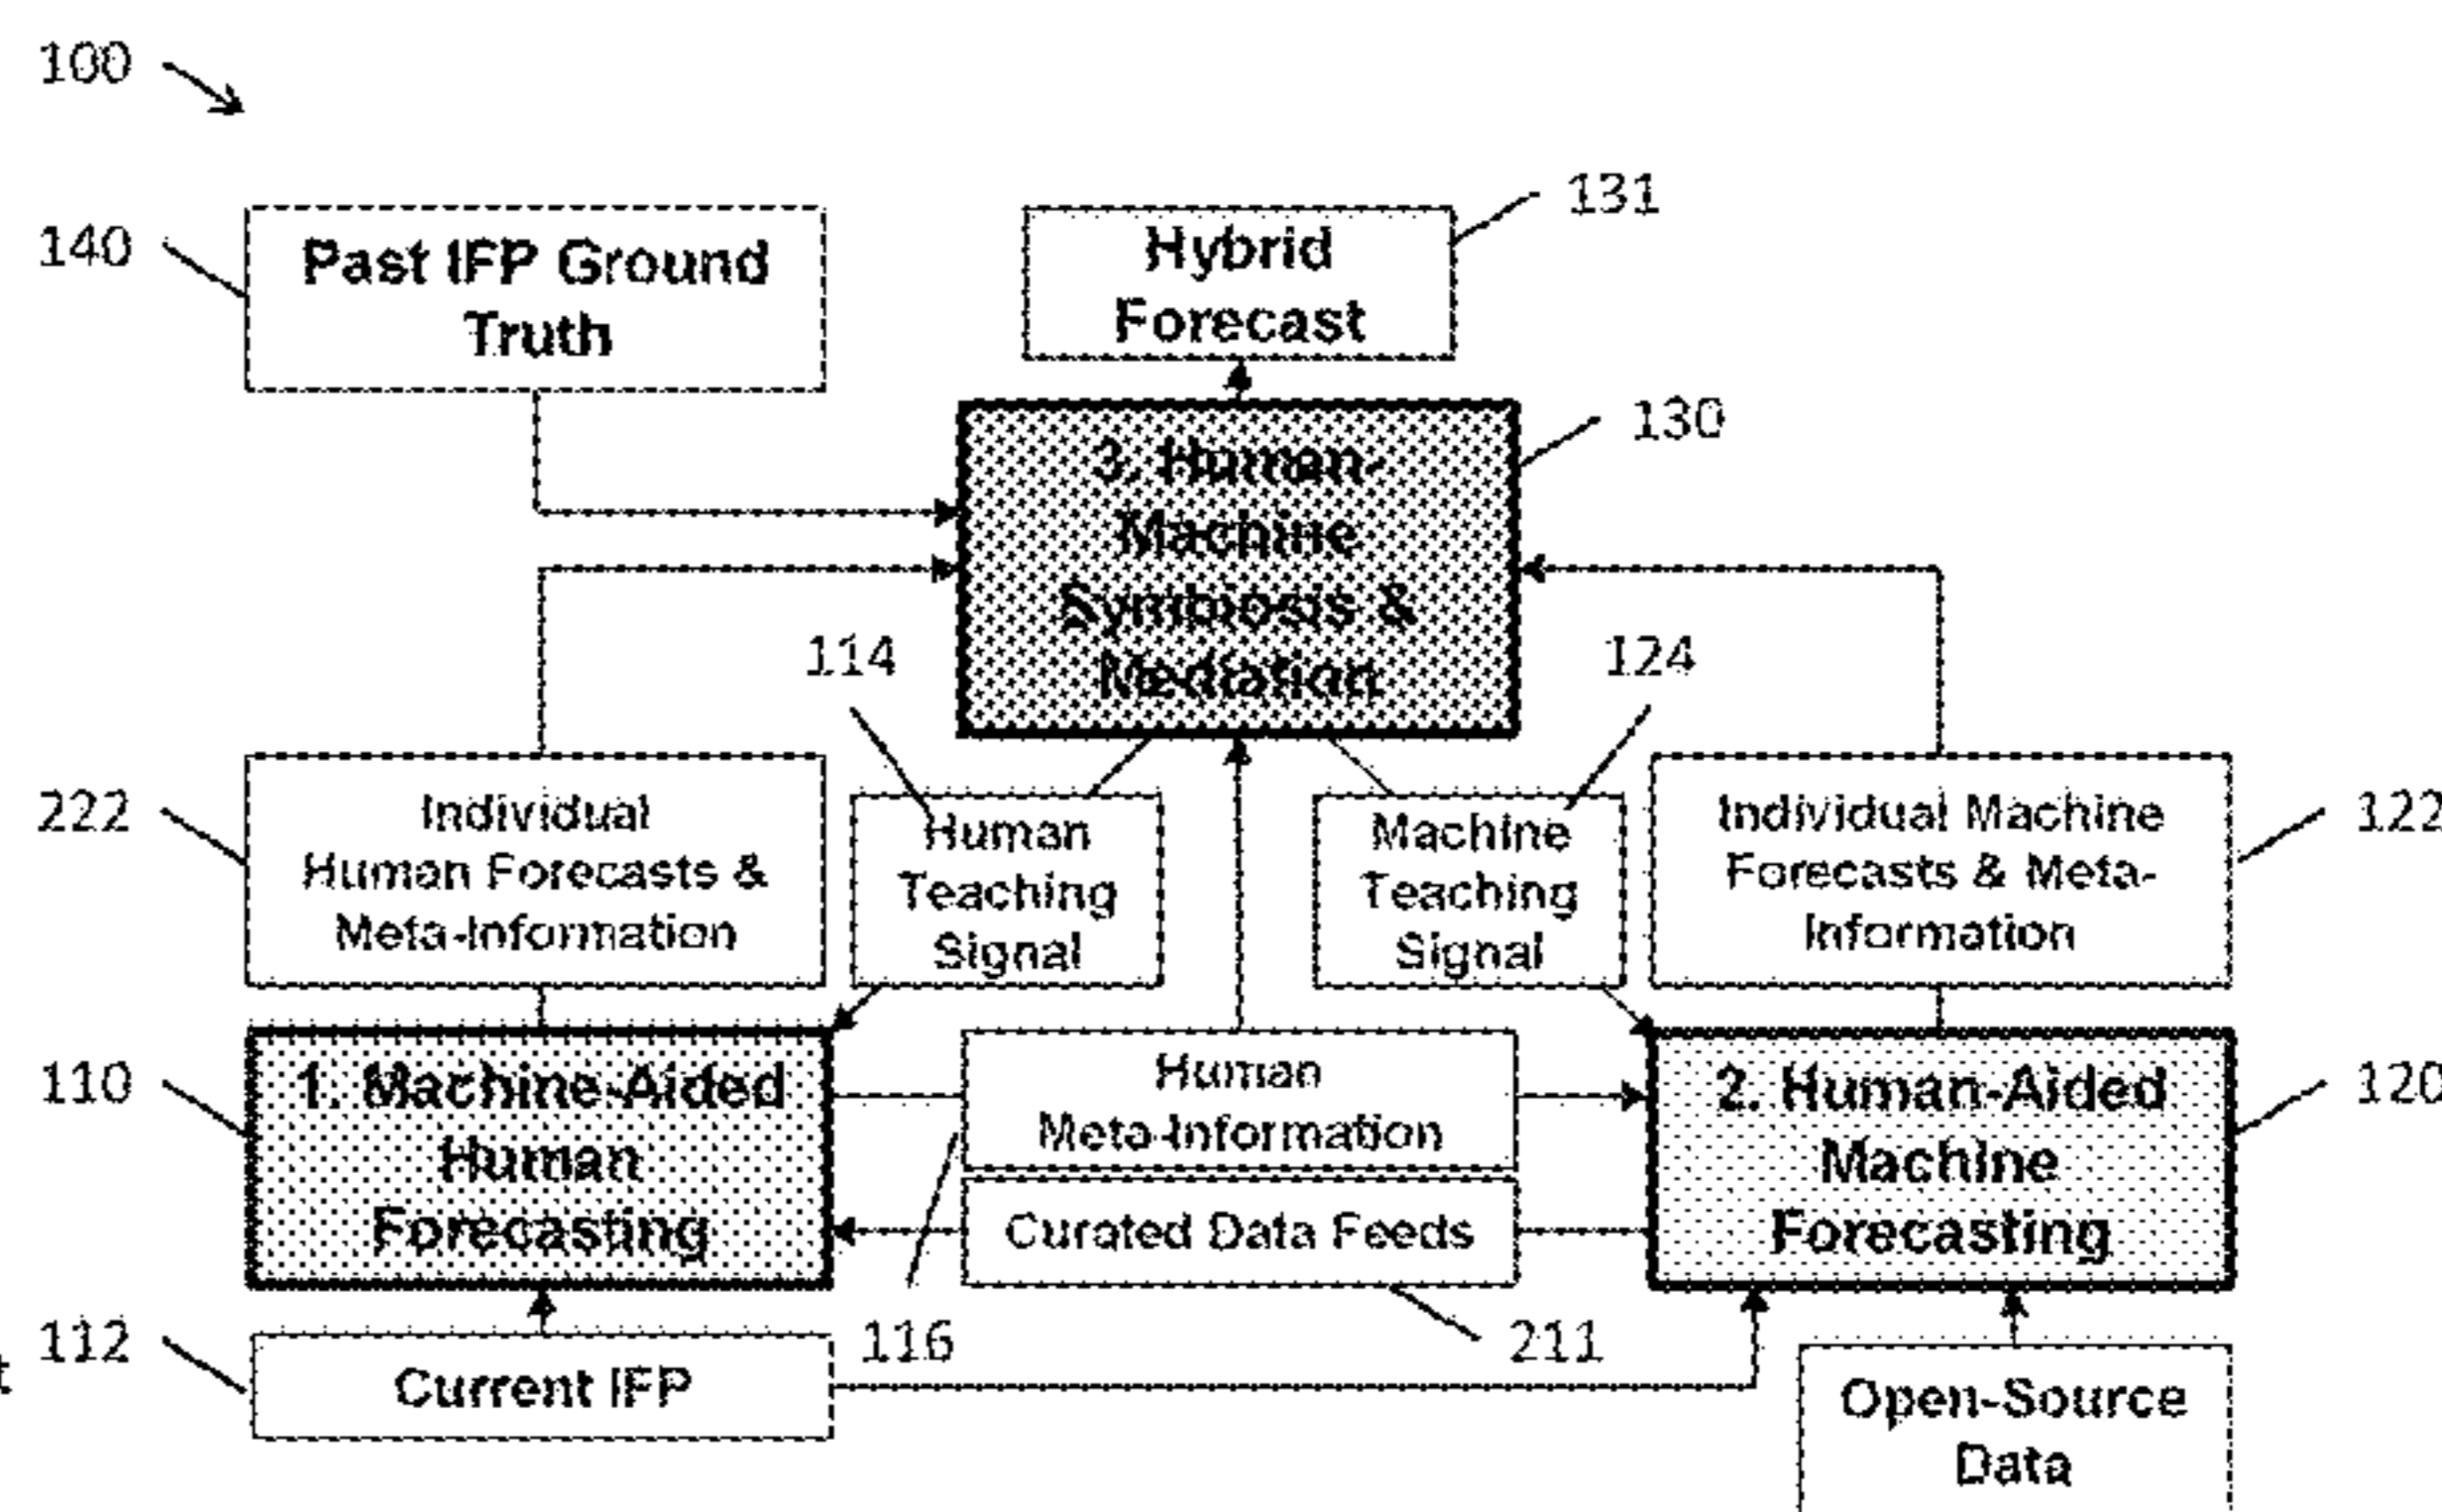 100
131
140
Past IFP Ground
Truth
Hybrid
Forecast
130
3. Human-
Machine
Symbiosis &
Mediation
114
124
222
Individual
Human Forecasts &
Meta-Information
Human
Teaching
Signal
Machine
Teaching
Signal
Individual Machine
Forecasts & Meta-
Information
122
110
1. Machine-Aided
Human
Forecasting
Human
Meta-Information
Curated Data Feeds
2. Human-Aided
Machine
Forecasting
120
t
112
Current IFP
116
211
Open-Source
Data